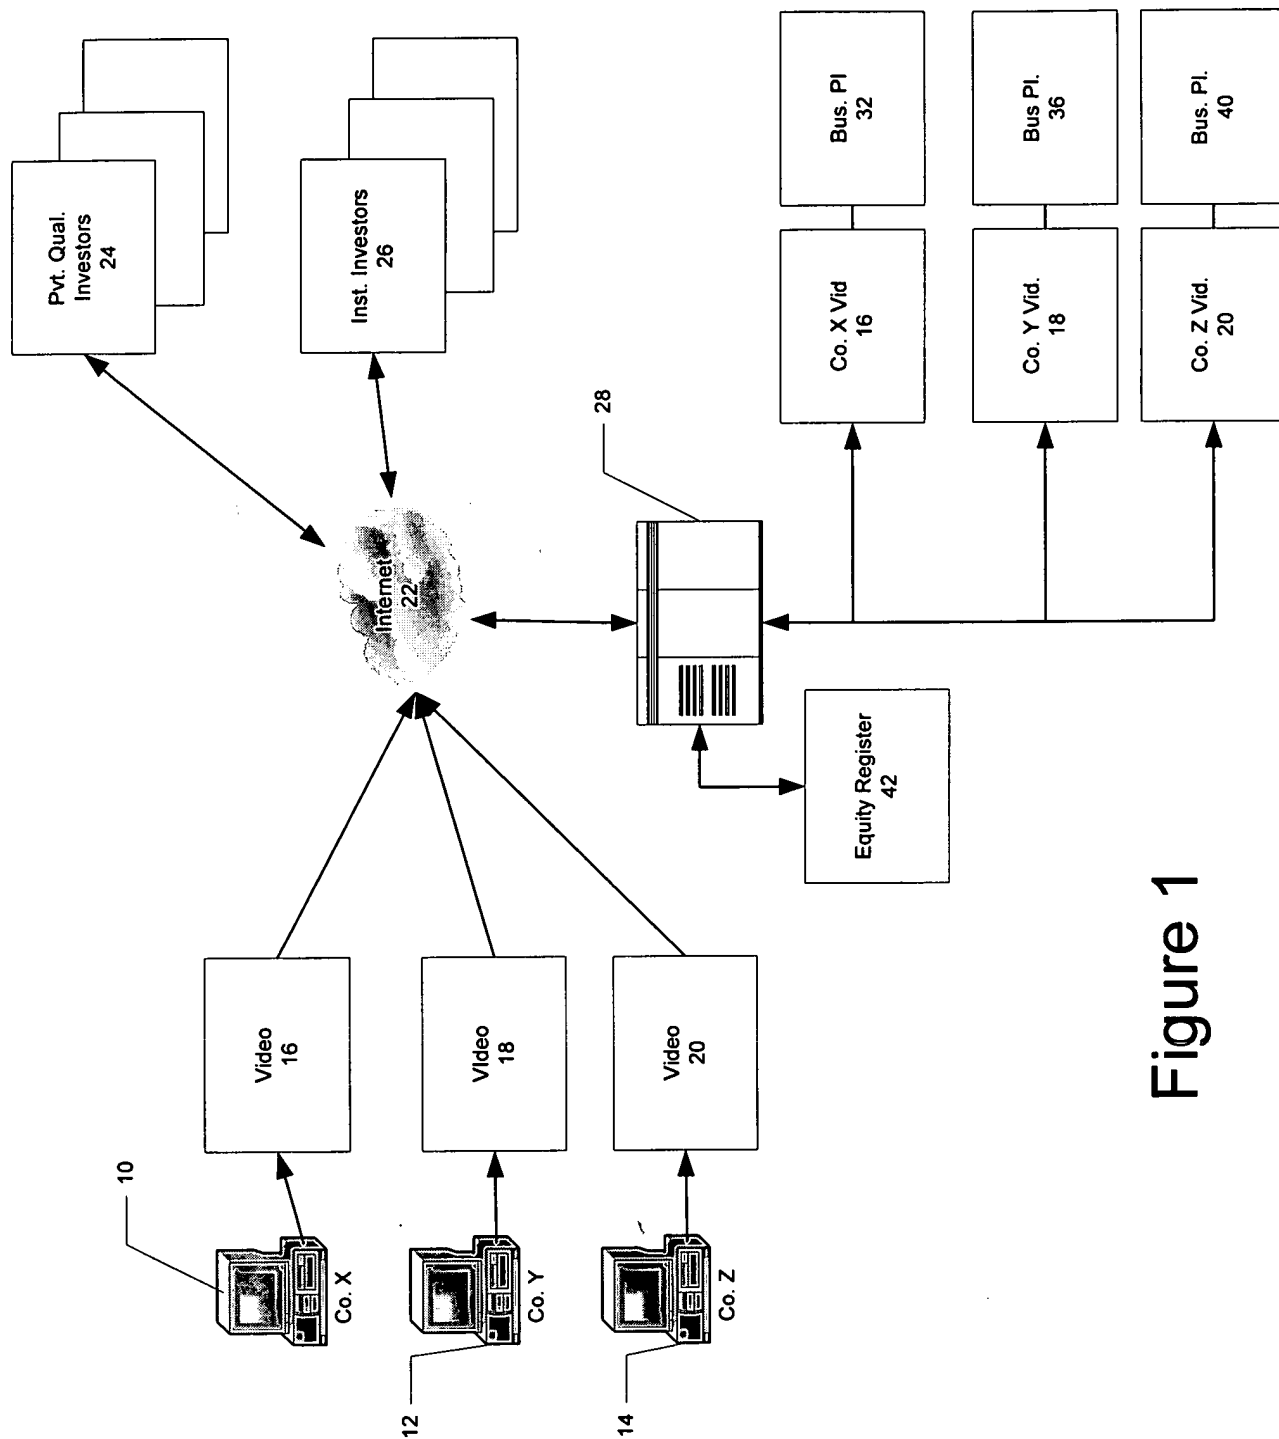 10
Co. X
Video
16
12
Co. Y
VIdeo
18
14
Co. Z
Video
20
Internet
22
Pvt. Qual.
Investors
24
Inst. Investors
26
28
Equity Register
42
Co. X Vid
16
Bus. Pl
32
Co. Y Vid.
18
Bus Pl.
36
Co. Z Vid.
20
Bus. Pl.
40
Figure 1